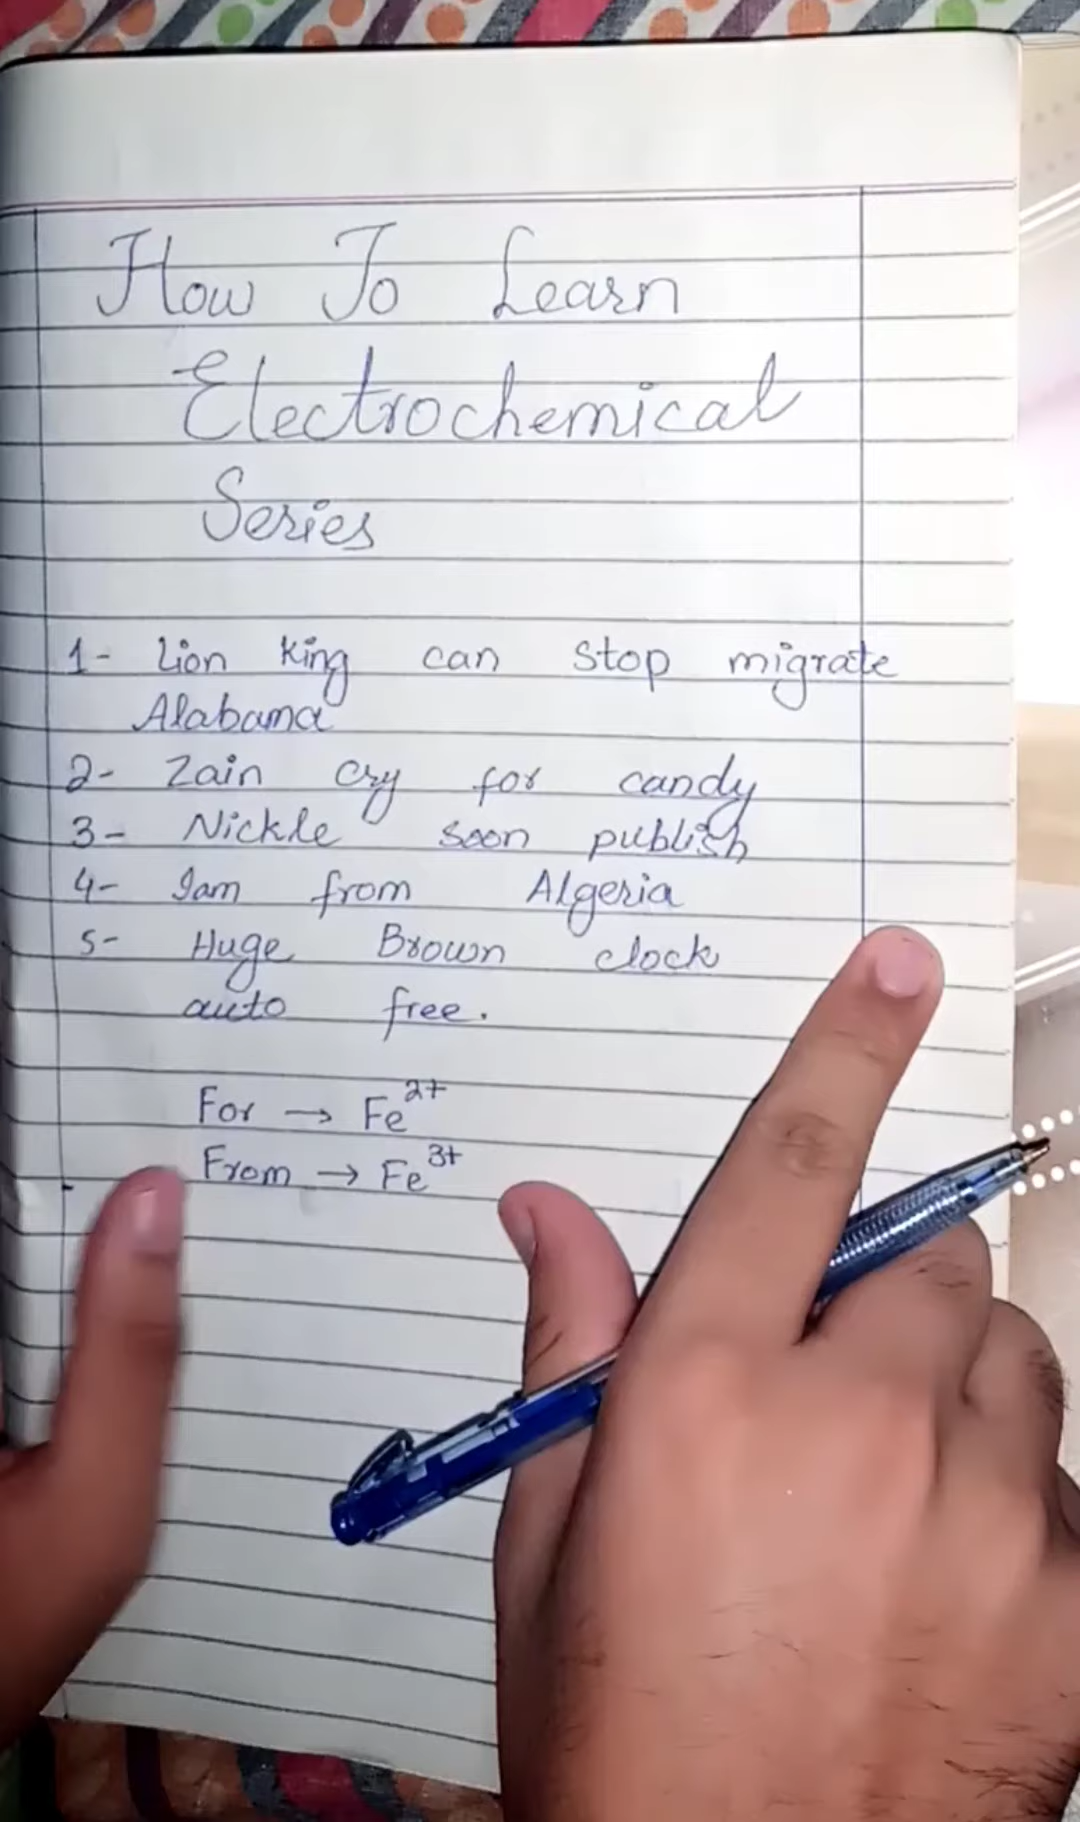 How To Learn
Electrochemical
Series
1- Lion King can stop migrate
Alabama
2- Zain cry for candy
3- Nickle soon publish
4- Iam from Algeria
5- Huge Brown clock
auto free.
For → Fe²⁺
From → Fe³⁺